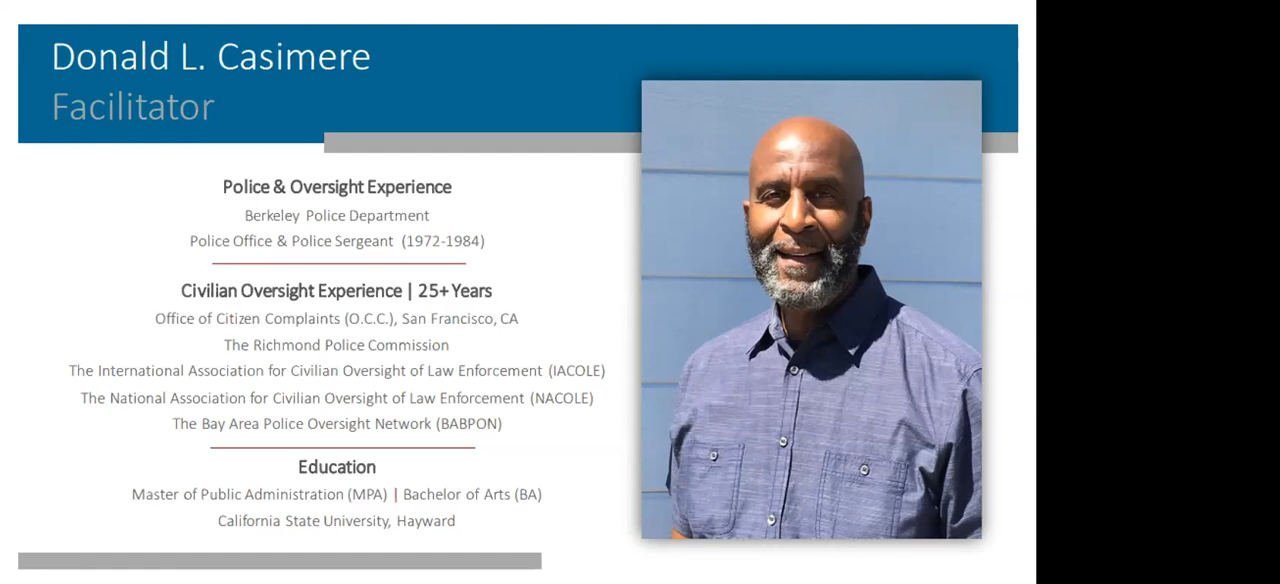 Donald L. Casimere
Facilitator
Police & Oversight Experience
Berkeley Police Department
Police Office & Police Sergeant (1972-1984)
Civilian Oversight Experience | 25+ Years
Office of Citizen Complaints (O.C.C.), San Francisco, CA
The Richmond Police Commission
The International Association for Civilian Oversight of Law Enforcement (IACOLE)
The National Association for Civilian Oversight of Law Enforcement (NACOLE)
The Bay Area Police Oversight Network (BABPON)
Education
Master of Public Administration (MPA) | Bachelor of Arts (BA)
California State University, Hayward